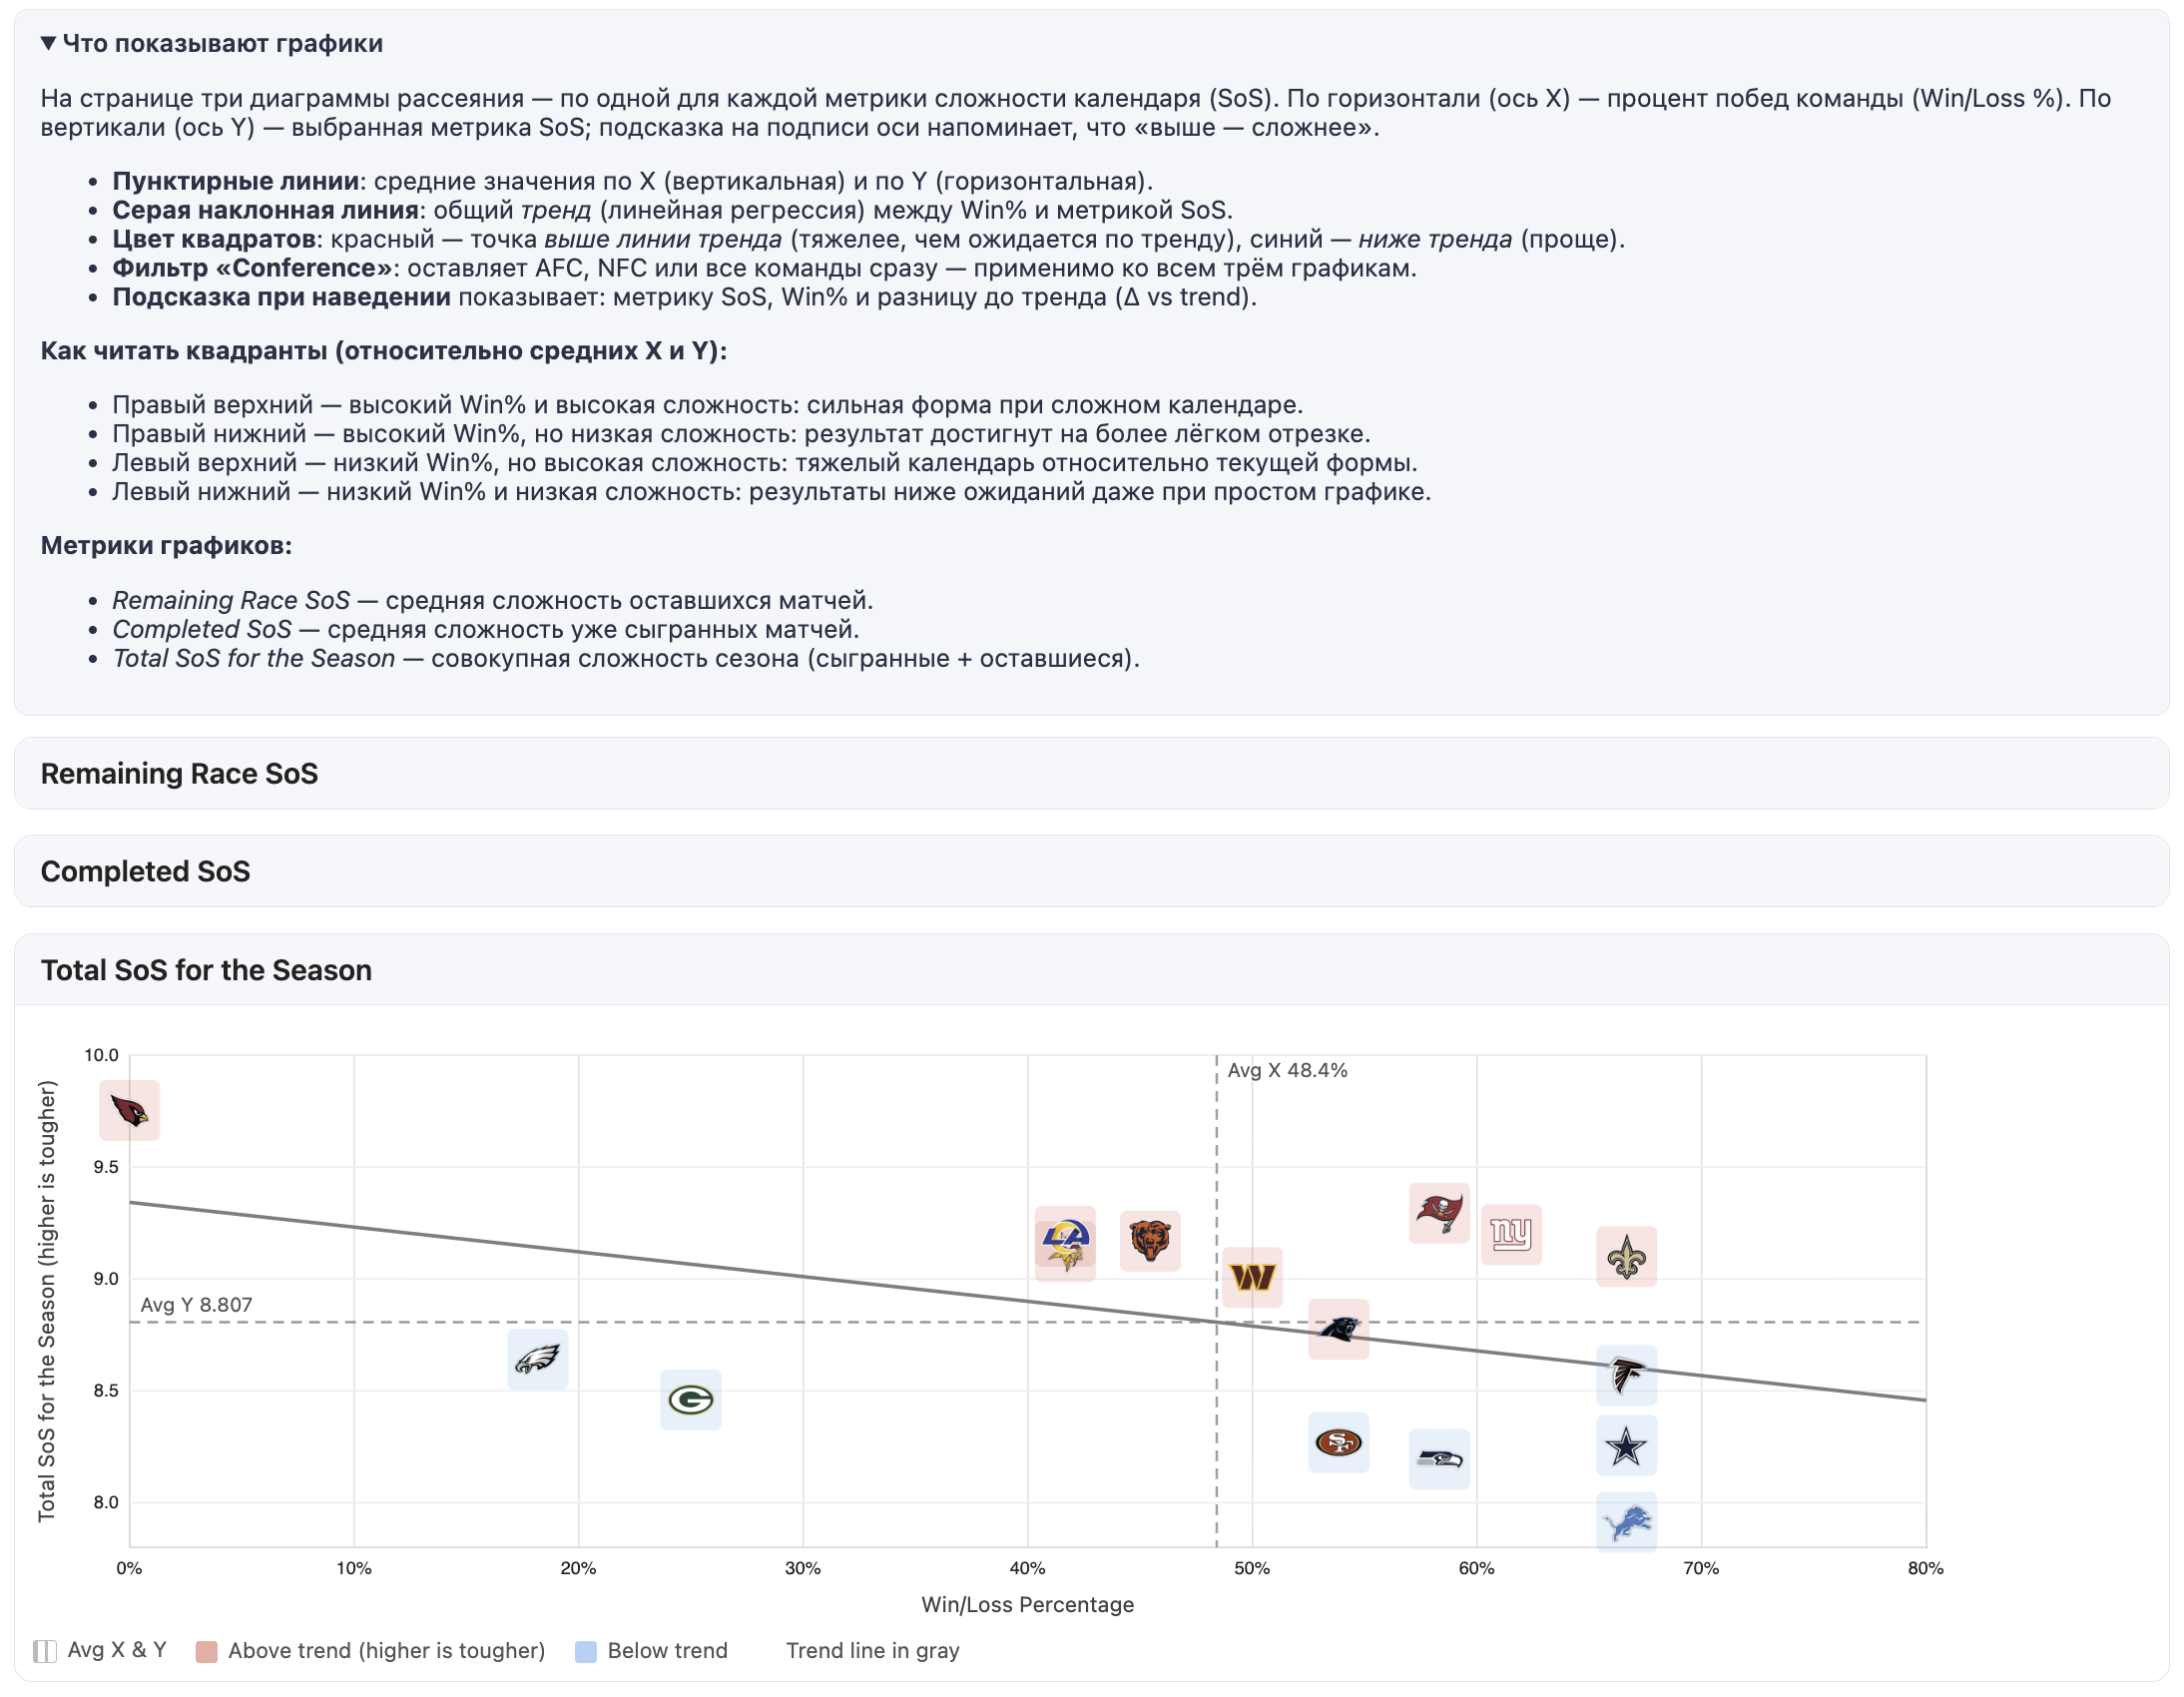 ▼ Что показывают графики
На странице три диаграммы рассеяния — по одной для каждой метрики сложности календаря (SoS). По горизонтали (ось X) — процент побед команды (Win/Loss %). По
вертикали (ось Y) — выбранная метрика SoS; подсказка на подписи оси напоминает, что «выше — сложнее».
• Пунктирные линии: средние значения по X (вертикальная) и по Y (горизонтальная).
• Серая наклонная линия: общий тренд (линейная регрессия) между Win% и метрикой SoS.
• Цвет квадратов: красный — точка выше линии тренда (тяжелее, чем ожидается по тренду), синий — ниже тренда (проще).
• Фильтр «Conference»: оставляет AFC, NFC или все команды сразу — применимо ко всем трём графикам.
• Подсказка при наведении показывает: метрику SoS, Win% и разницу до тренда (Δ vs trend).
Как читать квадранты (относительно средних X и Y):
• Правый верхний — высокий Win% и высокая сложность: сильная форма при сложном календаре.
• Правый нижний — высокий Win%, но низкая сложность: результат достигнут на более лёгком отрезке.
• Левый верхний — низкий Win%, но высокая сложность: тяжелый календарь относительно текущей формы.
• Левый нижний — низкий Win% и низкая сложность: результаты ниже ожиданий даже при простом графике.
Метрики графиков:
• Remaining Race SoS — средняя сложность оставшихся матчей.
• Completed SoS — средняя сложность уже сыгранных матчей.
• Total SoS for the Season — совокупная сложность сезона (сыгранные + оставшиеся).
Remaining Race SoS
Completed SoS
Total SoS for the Season
Total SoS for the Season (higher is tougher)
10.0
9.5
9.0
8.5
8.0
Avg X 48.4%
Avg Y 8.807
LA
W
ny
G
SF
0%
10%
20%
30%
40%
50%
60%
70%
80%
Win/Loss Percentage
Avg X & Y
Above trend (higher is tougher)
Below trend
Trend line in gray